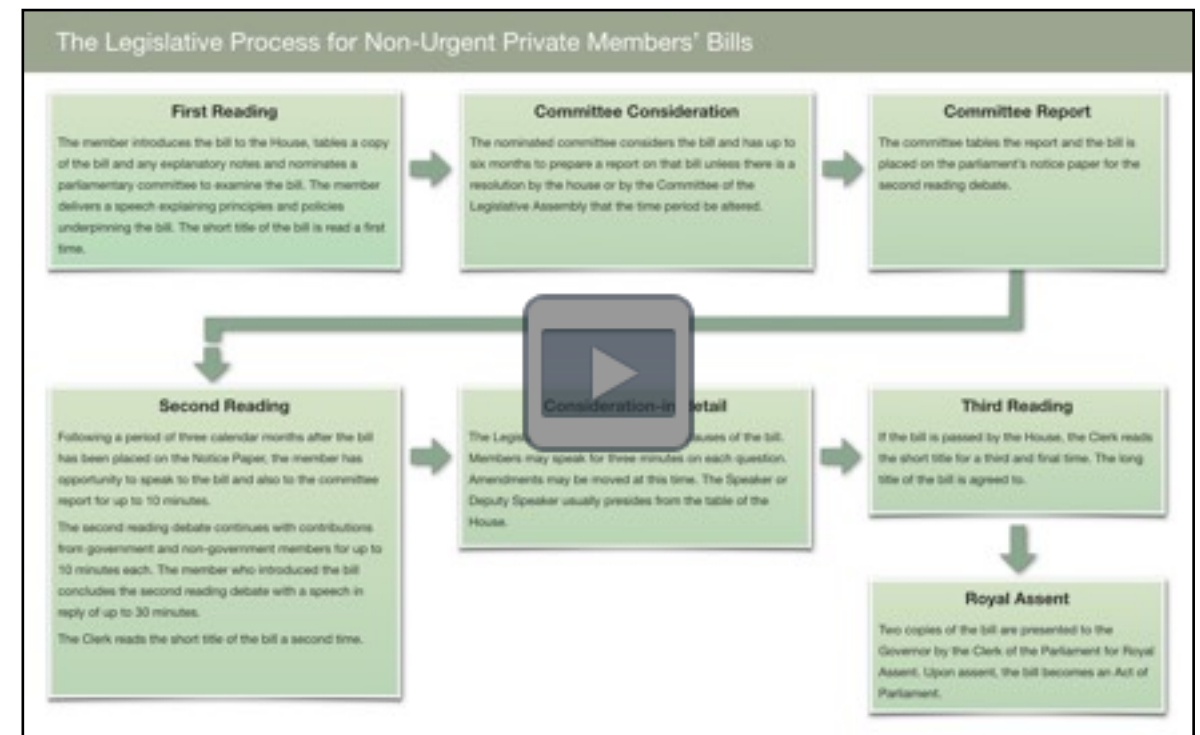 The Legislative Process for Non-Urgent Private Members' Bills
First Reading
The member introduces the bill to the House, tables a copy
of the bill and any explanatory notes and nominates a
parliamentary committee to examine the bill. The member
delivers a speech explaining principles and policies
underpinning the bill. The short title of the bill is read a first
time.
Committee Consideration
The nominated committee considers the bill and has up to
six months to prepare a report on that bill unless there is a
resolution by the house or by the Committee of the
Legislative Assembly that the time period be altered.
Committee Report
The committee tables the report and the bill is
placed on the parliament's notice paper for the
second reading debate.
Second Reading
Following a period of three calendar months after the bill
has been placed on the Notice Paper, the member has
opportunity to speak to the bill and also to the committee
report for up to 10 minutes.
The second reading debate continues with contributions
from government and non-government members for up to
10 minutes each. The member who introduced the bill
concludes the second reading debate with a speech in
reply of up to 30 minutes.
The Clerk reads the short title of the bill a second time.
Consideration-in detail
The of the bill.
Members may speak for three minutes on each question.
Amendments may be moved at this time. The Speaker or
Deputy Speaker usually presides from the table of the
House.
Third Reading
If the bill is passed by the House, the Clerk reads
the short title for a third and final time. The long
title of the bill is agreed to.
Royal Assent
Two copies of the bill are presented to the
Governor by the Clerk of the Parliament for Royal
Assent. Upon assent, the bill becomes an Act of
Parliament.